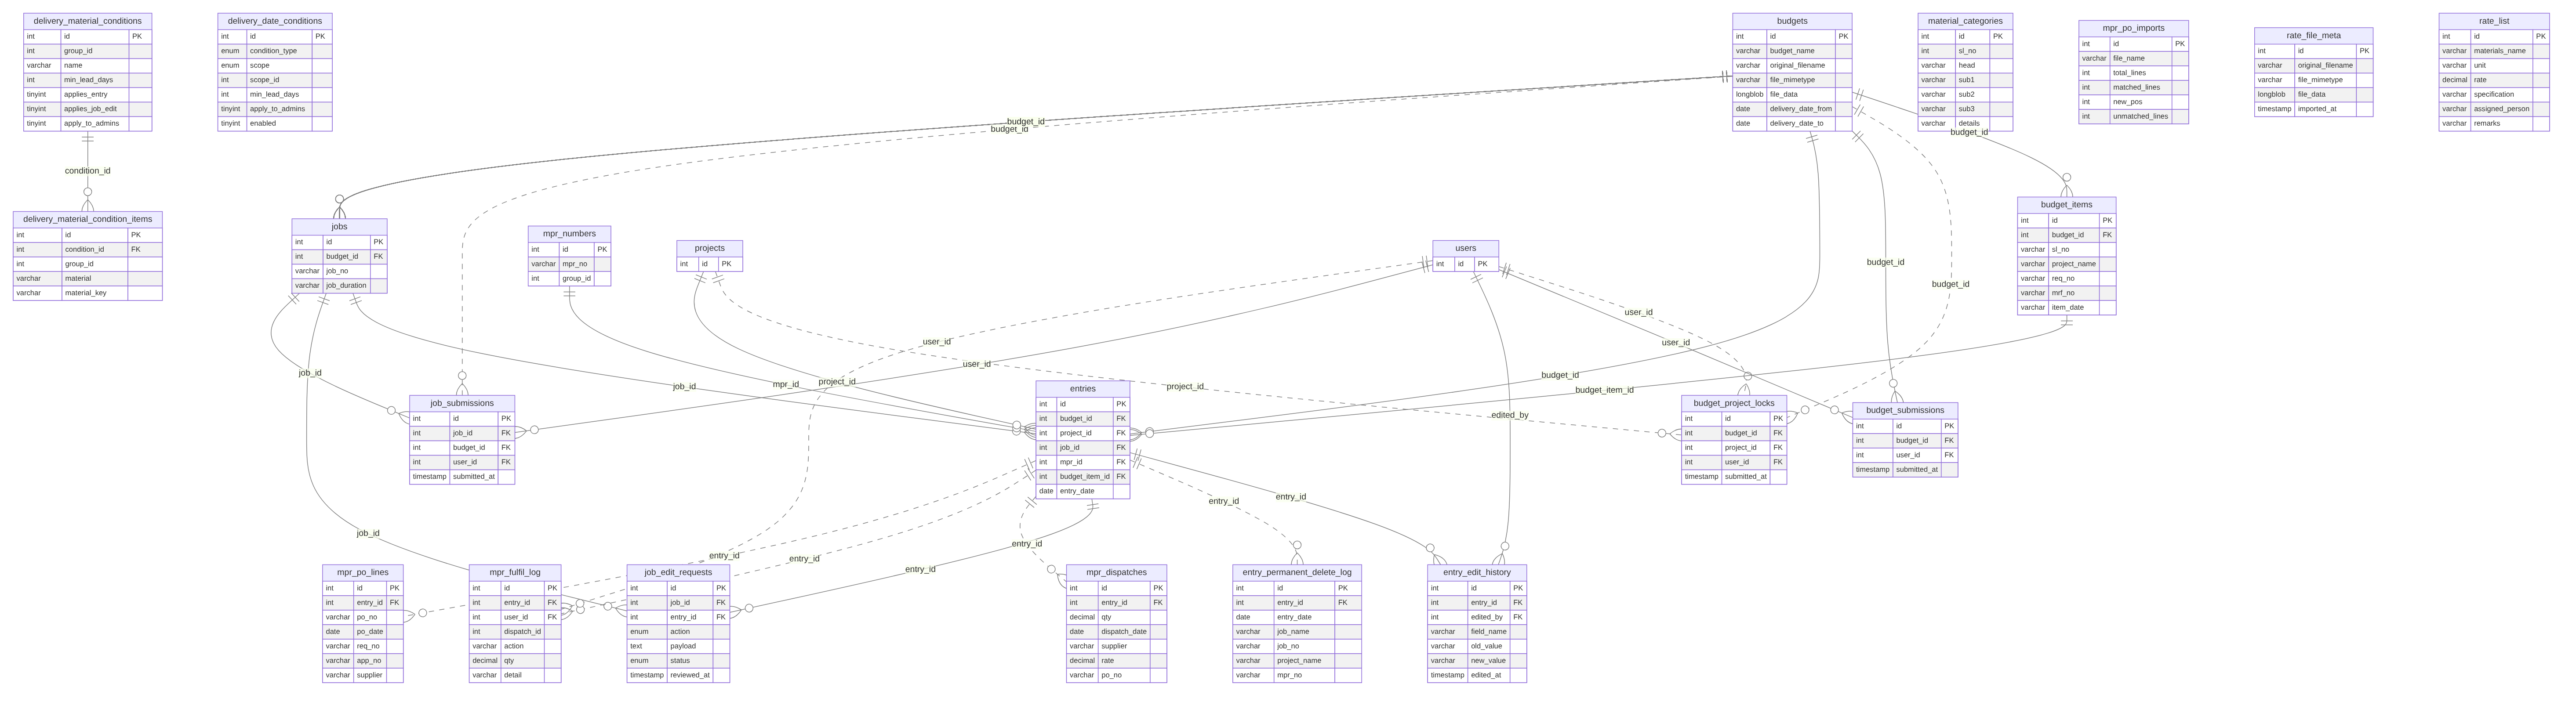 delivery_material_conditions
int id PK
int group_id
varchar name
int min_lead_days
tinyint applies_entry
tinyint applies_job_edit
tinyint apply_to_admins
delivery_date_conditions
int id PK
enum condition_type
enum scope
int scope_id
int min_lead_days
tinyint apply_to_admins
tinyint enabled
budgets
int id PK
varchar budget_name
varchar original_filename
varchar file_mimetype
longblob file_data
date delivery_date_from
date delivery_date_to
material_categories
int id PK
int sl_no
varchar head
varchar sub1
varchar sub2
varchar sub3
varchar details
mpr_po_imports
int id PK
varchar file_name
int total_lines
int matched_lines
int new_pos
int unmatched_lines
rate_file_meta
int id PK
varchar original_filename
varchar file_mimetype
longblob file_data
timestamp imported_at
rate_list
int id PK
varchar materials_name
varchar unit
decimal rate
varchar specification
varchar assigned_person
varchar remarks
budget_id
budget_id
budget_id
condition_id
delivery_material_condition_items
int id PK
int condition_id FK
int group_id
varchar material
varchar material_key
jobs
int id PK
int budget_id FK
varchar job_no
varchar job_duration
mpr_numbers
int id PK
varchar mpr_no
int group_id
projects
int id PK
users
int id PK
budget_items
int id PK
int budget_id FK
varchar sl_no
varchar project_name
varchar req_no
varchar mrf_no
varchar item_date
budget_id
budget_id
user_id
user_id
user_id
user_id
job_id
job_id
mpr_id
project_id
project_id
budget_id
budget_item_id
edited_by
job_submissions
int id PK
int job_id FK
int budget_id FK
int user_id FK
timestamp submitted_at
entries
int id PK
int budget_id FK
int project_id FK
int job_id FK
int mpr_id FK
int budget_item_id FK
date entry_date
budget_project_locks
int id PK
int budget_id FK
int project_id FK
int user_id FK
timestamp submitted_at
budget_submissions
int id PK
int budget_id FK
int user_id FK
timestamp submitted_at
job_id
entry_id
entry_id
entry_id
entry_id
entry_id
entry_id
mpr_po_lines
int id PK
int entry_id FK
varchar po_no
date po_date
varchar req_no
varchar app_no
varchar supplier
mpr_fulfil_log
int id PK
int entry_id FK
int user_id FK
int dispatch_id
varchar action
decimal qty
varchar detail
job_edit_requests
int id PK
int job_id FK
int entry_id FK
enum action
text payload
enum status
timestamp reviewed_at
mpr_dispatches
int id PK
int entry_id FK
decimal qty
date dispatch_date
varchar supplier
decimal rate
varchar po_no
entry_permanent_delete_log
int id PK
int entry_id FK
date entry_date
varchar job_name
varchar job_no
varchar project_name
varchar mpr_no
entry_edit_history
int id PK
int entry_id FK
int edited_by FK
varchar field_name
varchar old_value
varchar new_value
timestamp edited_at